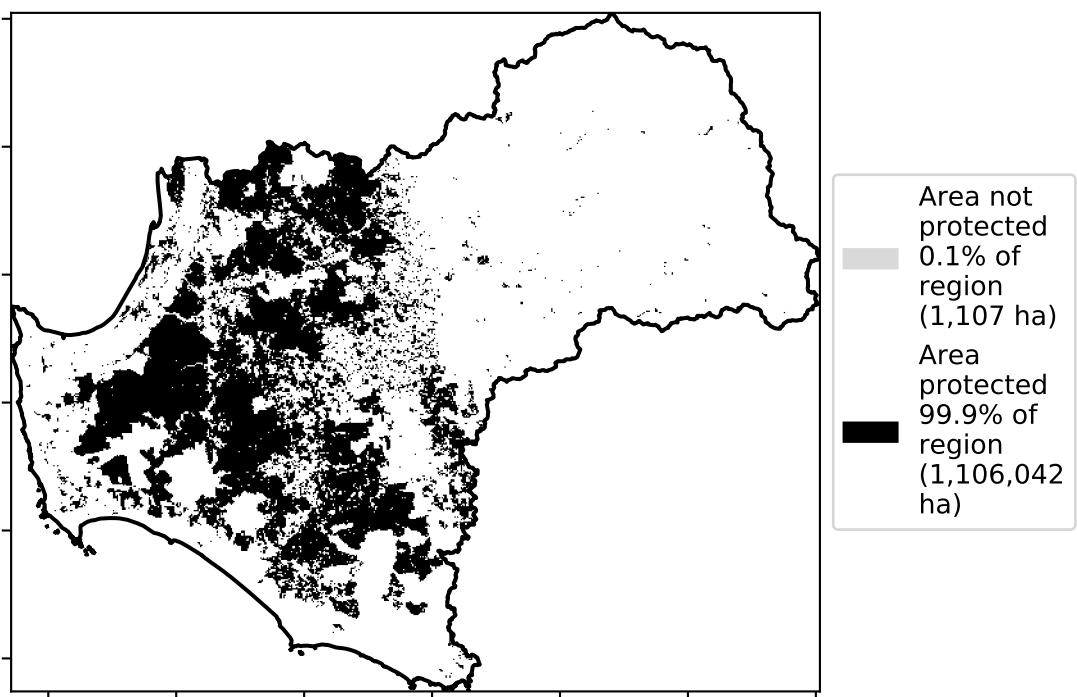 Area not
protected
0.1% of
region
(1,107 ha)
Area
protected
99.9% of
region
(1,106,042
ha)